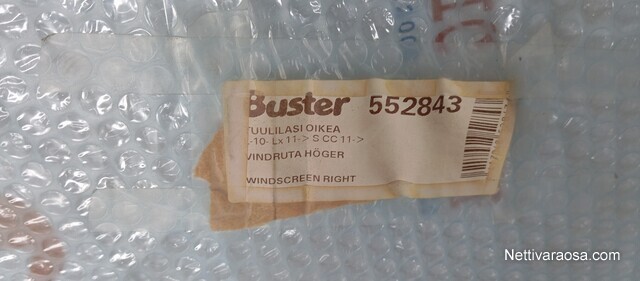 Buster 552843
TUULILASI OIKEA
-10- Lx 11-> S CC 11->
VINDRUTA HÖGER
WINDSCREEN RIGHT
Nettivaraosa.com